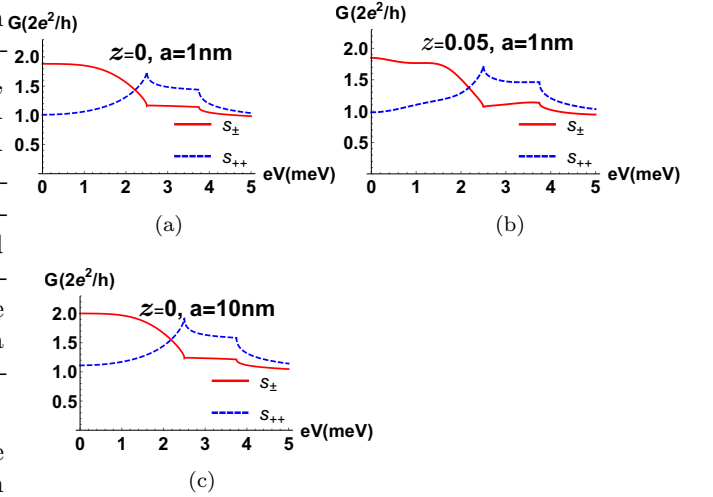 G(2e²/h)
z=0, a=1nm
2.0
1.5
1.0
0.5
s±
s++
0 1 2 3 4 5
eV(meV)
(a)
G(2e²/h)
z=0.05, a=1nm
2.0
1.5
1.0
0.5
s±
s++
0 1 2 3 4 5
eV(meV)
(b)
G(2e²/h)
z=0, a=10nm
2.0
1.5
1.0
0.5
s±
s++
0 1 2 3 4 5
eV(meV)
(c)